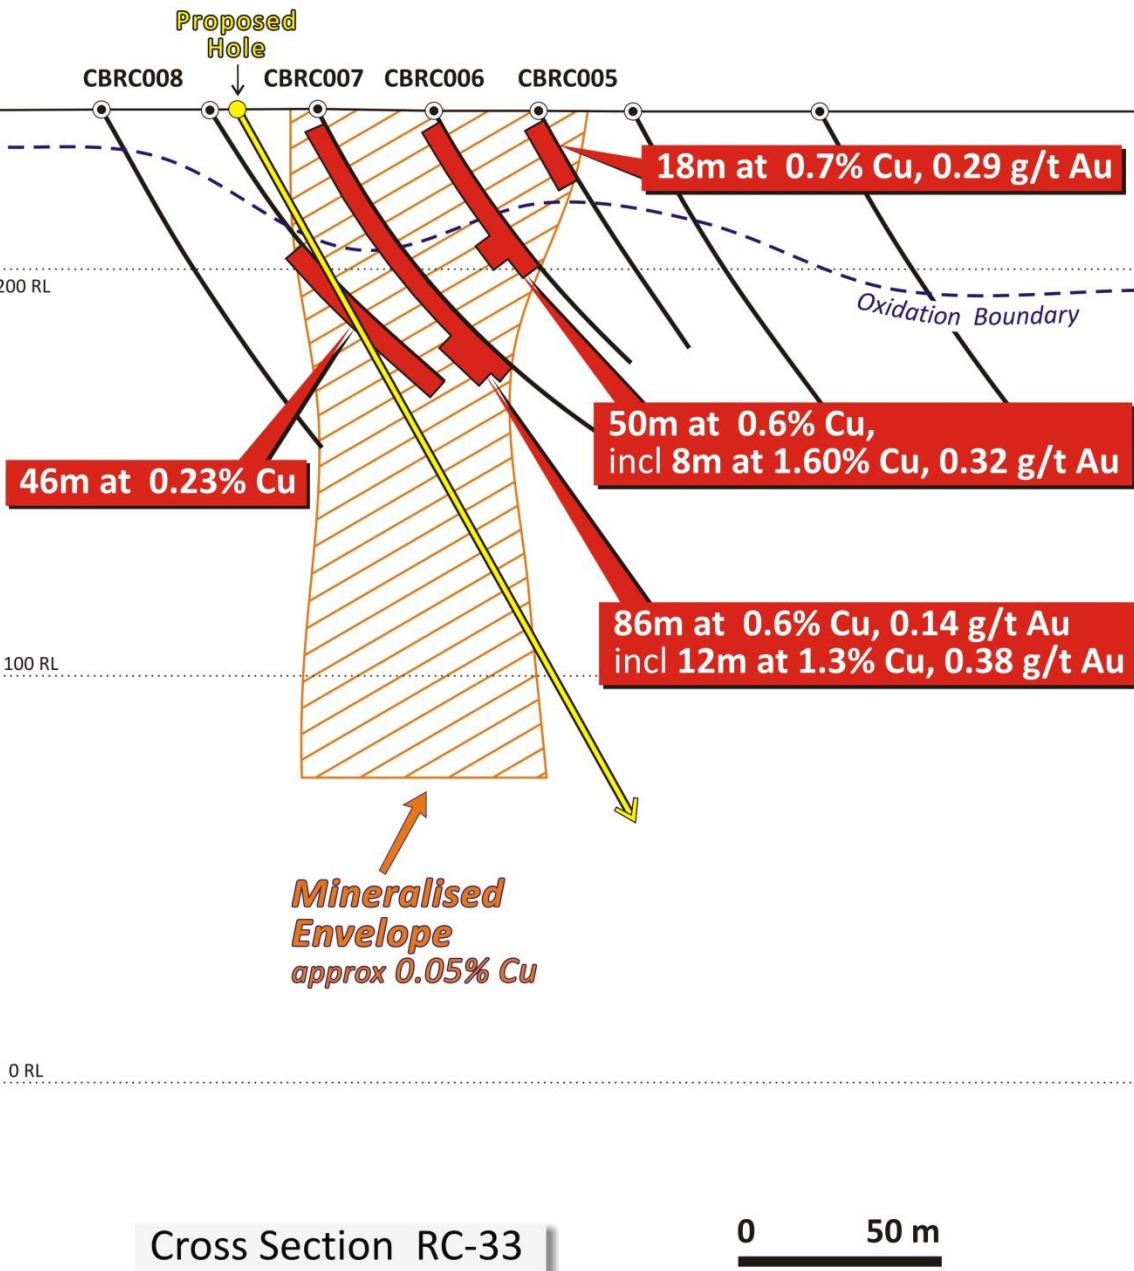 Proposed
Hole
CBRC008
CBRC007
CBRC006
CBRC005
18m at 0.7% Cu, 0.29 g/t Au
200 RL
Oxidation Boundary
50m at 0.6% Cu,
incl 8m at 1.60% Cu, 0.32 g/t Au
46m at 0.23% Cu
86m at 0.6% Cu, 0.14 g/t Au
incl 12m at 1.3% Cu, 0.38 g/t Au
100 RL
Mineralised
Envelope
approx 0.05% Cu
0 RL
Cross Section RC-33
0 50 m